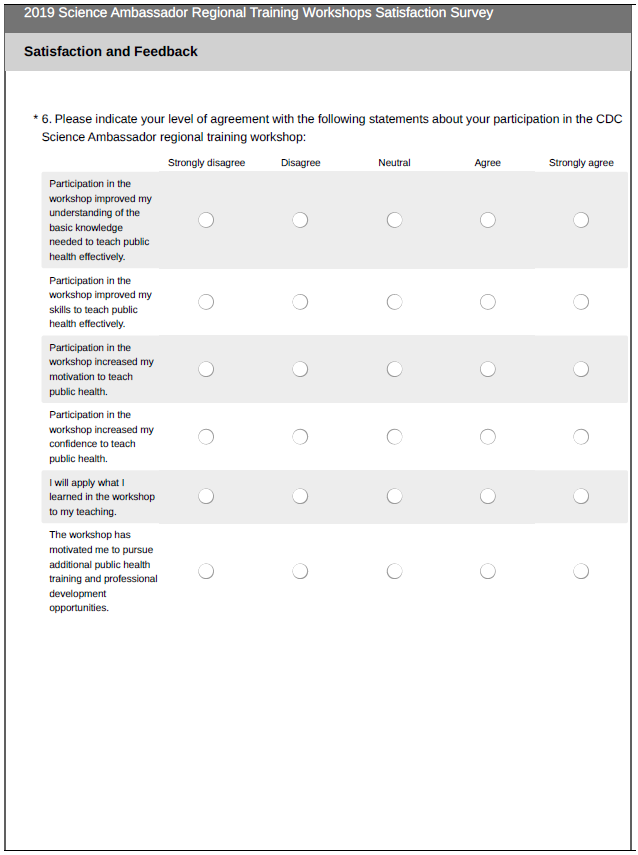 2019 Science Ambassador Regional Training Workshops Satisfaction Survey
Satisfaction and Feedback
* 6. Please indicate your level of agreement with the following statements about your participation in the CDC
Science Ambassador regional training workshop:
Strongly disagree Disagree Neutral Agree Strongly agree
Participation in the
workshop improved my
understanding of the
basic knowledge
needed to teach public
health effectively.
Participation in the
workshop improved my
skills to teach public
health effectively.
Participation in the
workshop increased my
motivation to teach
public health.
Participation in the
workshop increased my
confidence to teach
public health.
I will apply what I
learned in the workshop
to my teaching.
The workshop has
motivated me to pursue
additional public health
training and professional
development
opportunities.